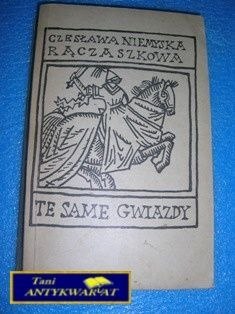 CZESŁAWA NIEMYSKA
RĄCZASZKOWA
TE SAME GWIAZDY
Tani
ANTYKWARIAT